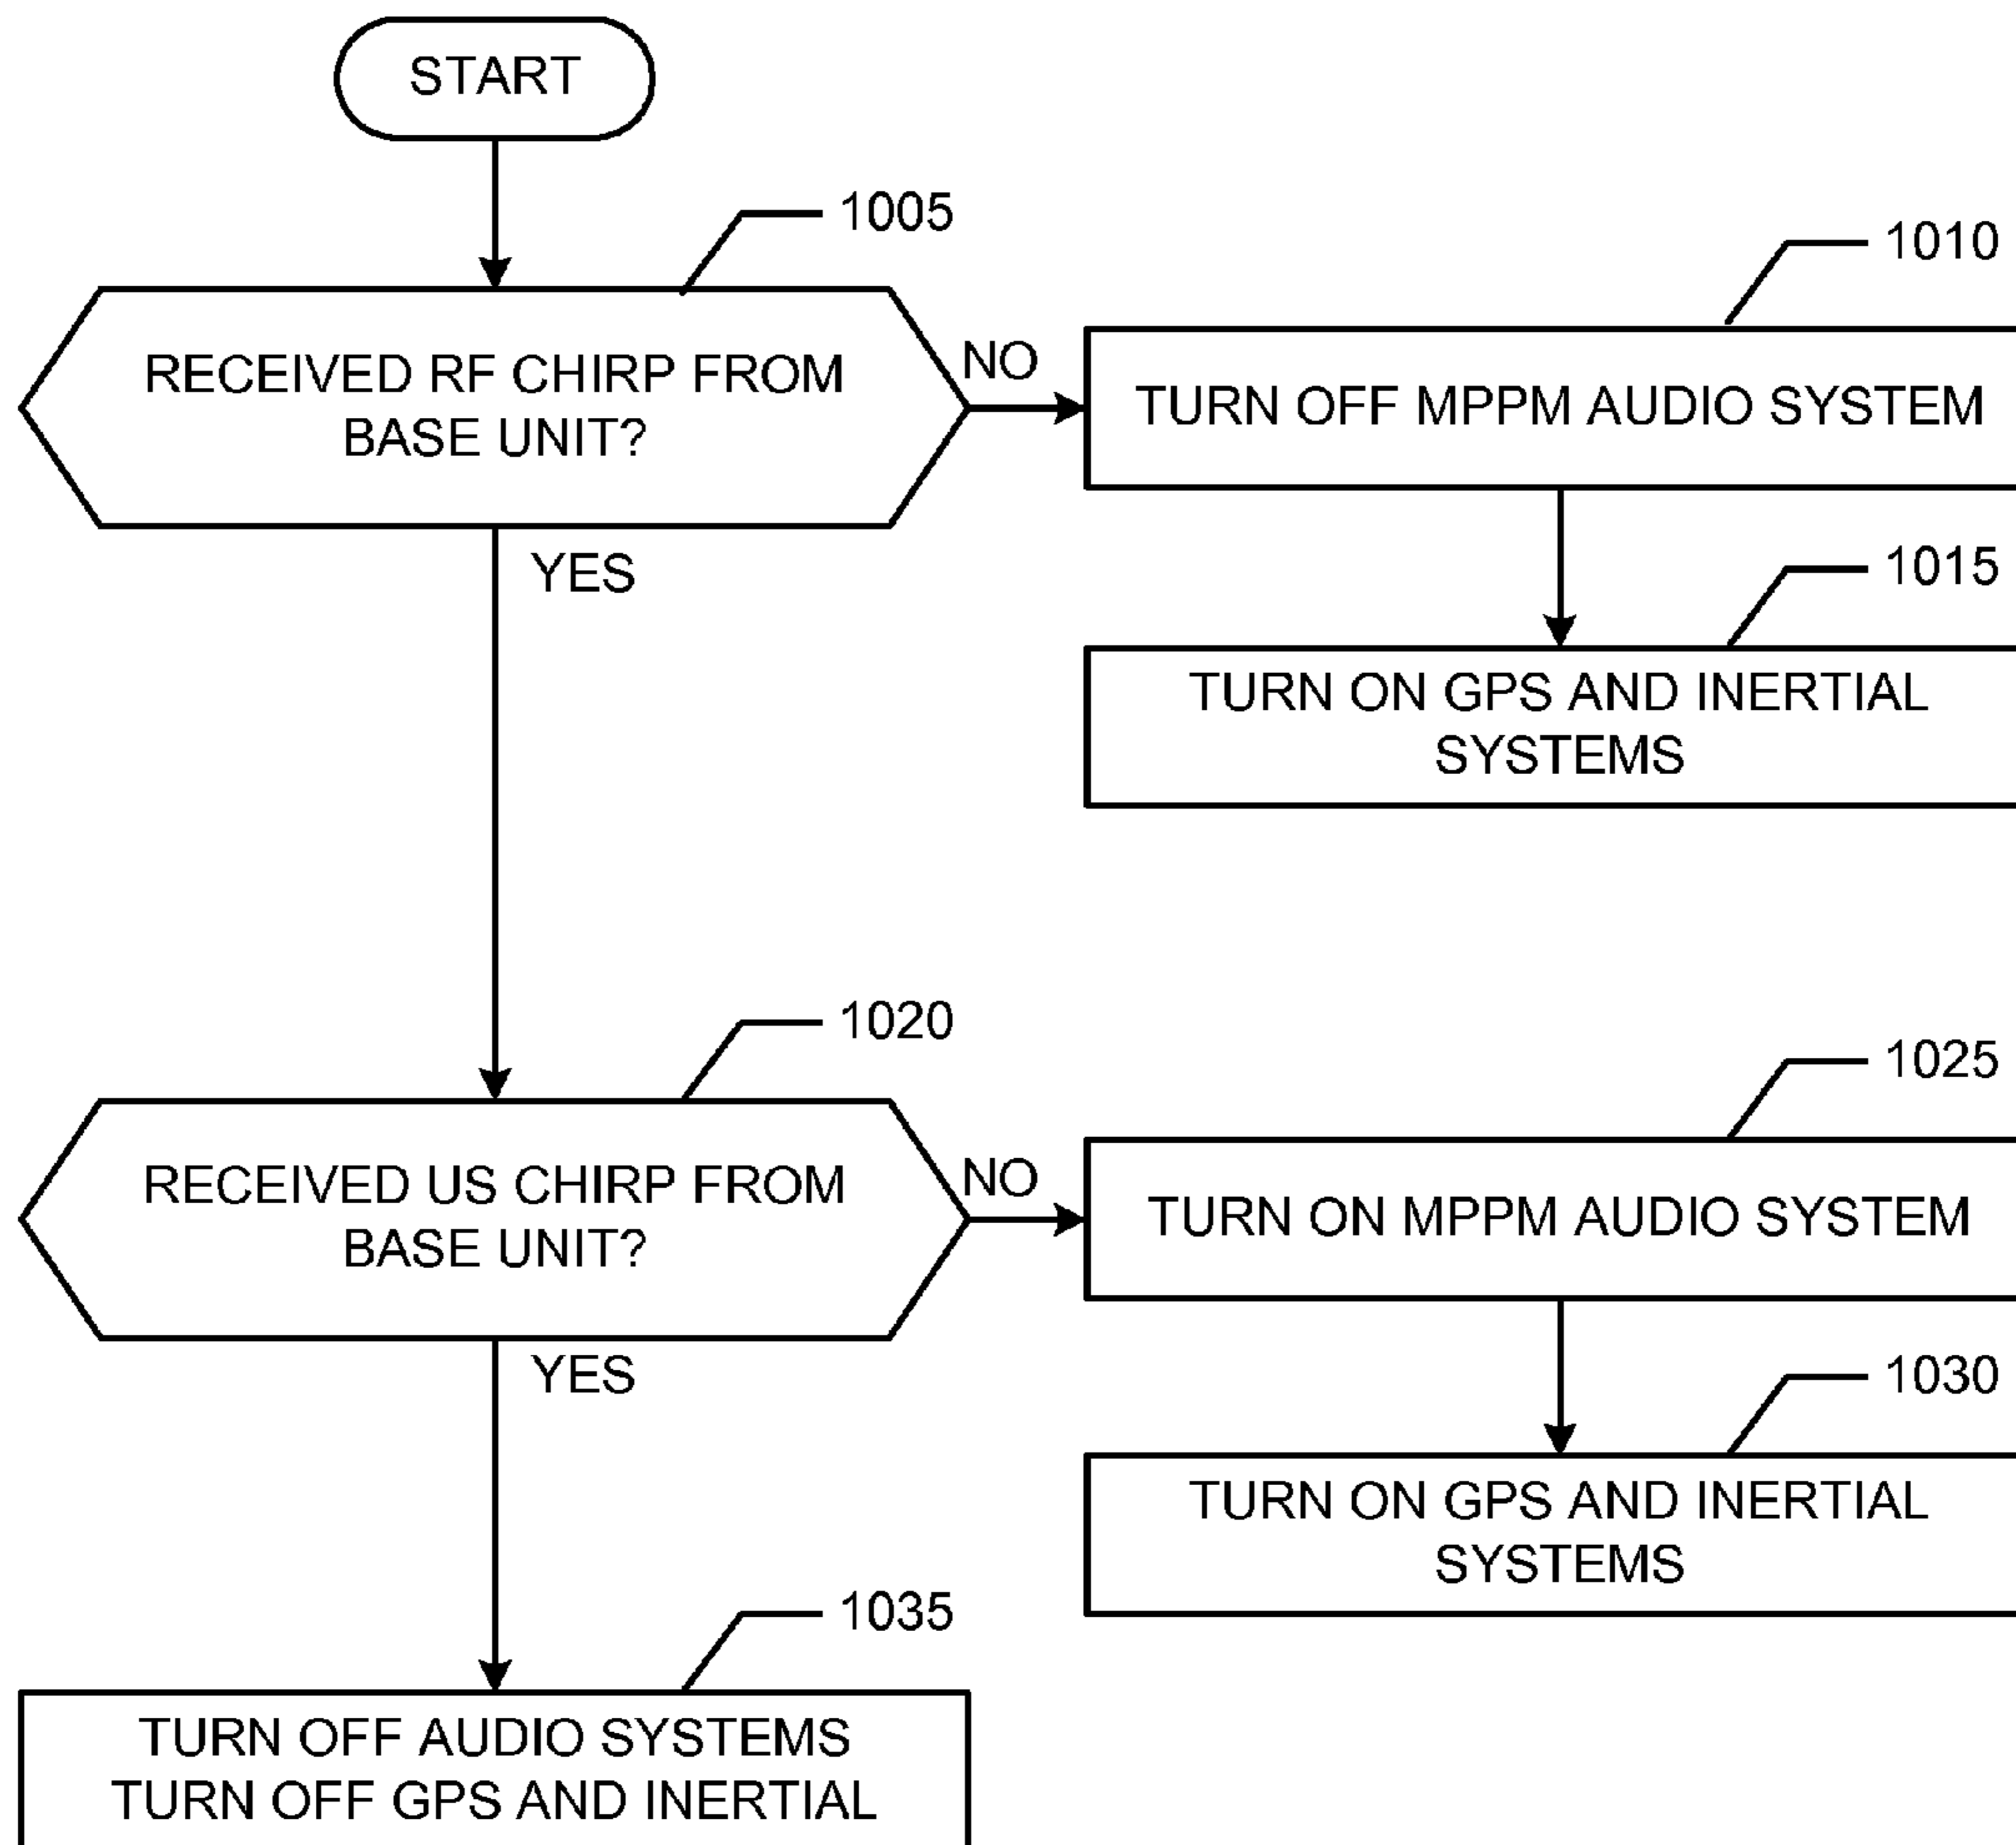 START
1005
RECEIVED RF CHIRP FROM
BASE UNIT?
NO
1010
TURN OFF MPPM AUDIO SYSTEM
YES
1015
TURN ON GPS AND INERTIAL
SYSTEMS
1020
RECEIVED US CHIRP FROM
BASE UNIT?
NO
1025
TURN ON MPPM AUDIO SYSTEM
YES
1030
TURN ON GPS AND INERTIAL
SYSTEMS
1035
TURN OFF AUDIO SYSTEMS
TURN OFF GPS AND INERTIAL